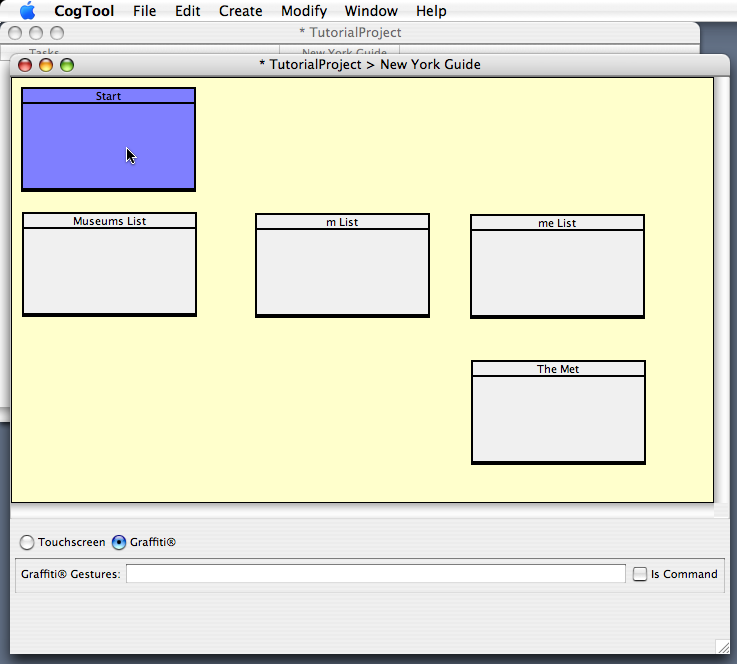 CogTool File Edit Create Modify Window Help
* TutorialProject
Tasks New York Guide
* TutorialProject > New York Guide
Start
Museums List m List me List
The Met
Touchscreen Graffiti®
Graffiti® Gestures: Is Command